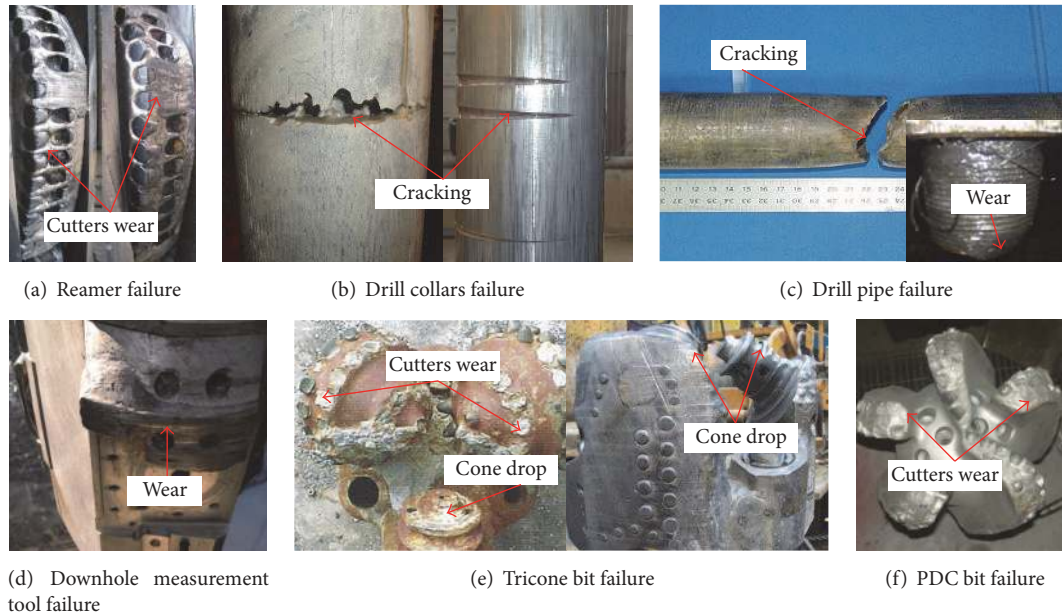 Cutters wear
Cracking
Cracking
Wear
(a) Reamer failure
(b) Drill collars failure
(c) Drill pipe failure
Wear
Cutters wear
Cone drop
Cone drop
Cutters wear
(d) Downhole measurement
tool failure
(e) Tricone bit failure
(f) PDC bit failure